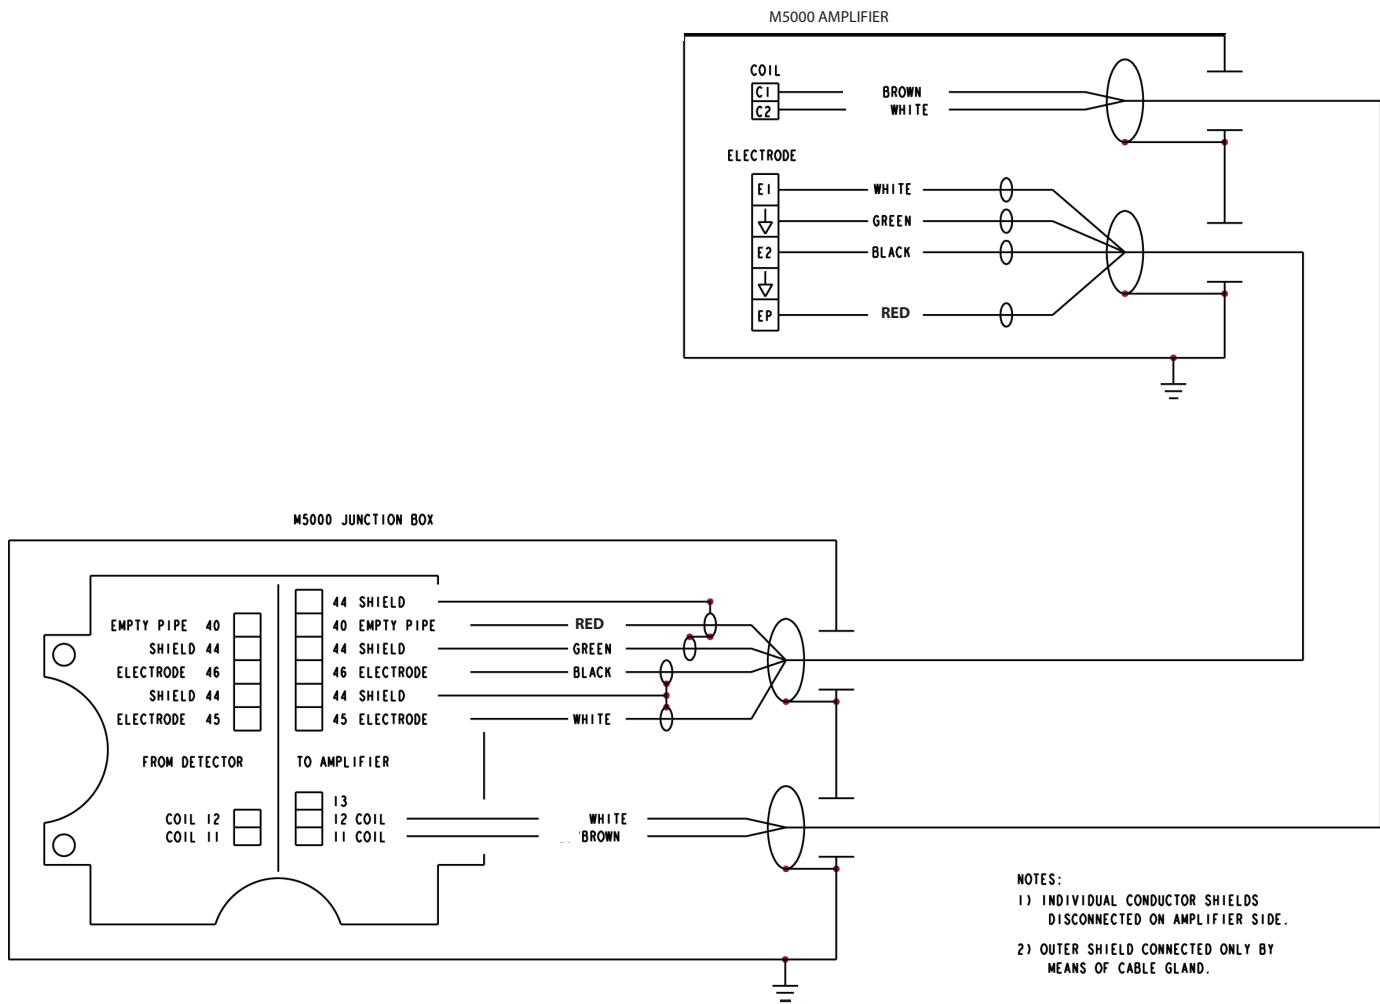 M5000 AMPLIFIER
COIL
C1 BROWN
C2 WHITE
ELECTRODE
E1 WHITE
GREEN
E2 BLACK
EP RED
M5000 JUNCTION BOX
44 SHIELD
EMPTY PIPE 40 40 EMPTY PIPE RED
SHIELD 44 44 SHIELD GREEN
ELECTRODE 46 46 ELECTRODE BLACK
SHIELD 44 44 SHIELD
ELECTRODE 45 45 ELECTRODE WHITE
FROM DETECTOR TO AMPLIFIER
13
COIL 12 12 COIL WHITE
COIL 11 11 COIL BROWN
NOTES:
1) INDIVIDUAL CONDUCTOR SHIELDS
DISCONNECTED ON AMPLIFIER SIDE.
2) OUTER SHIELD CONNECTED ONLY BY
MEANS OF CABLE GLAND.